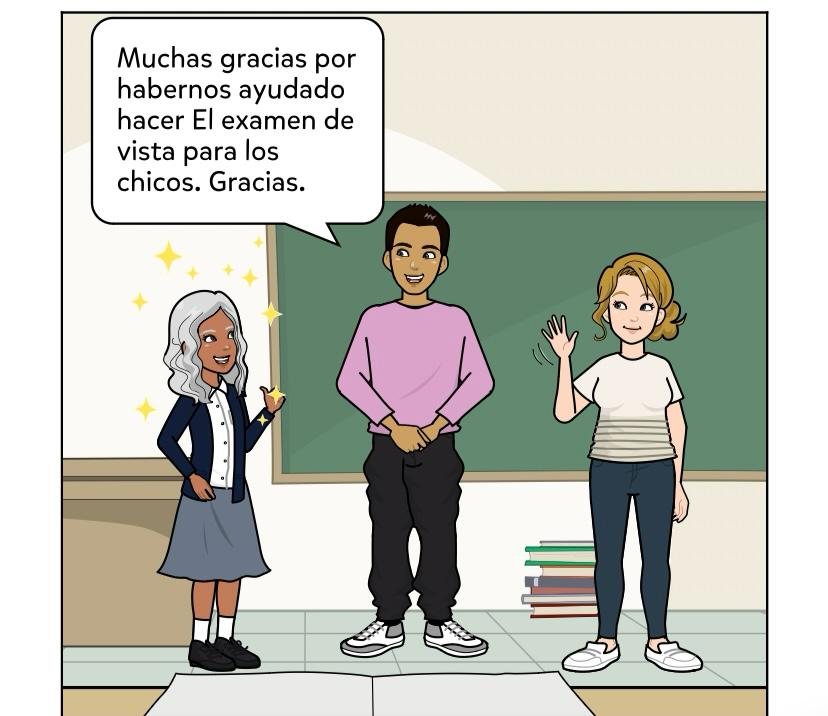 Muchas gracias por
habernos ayudado
hacer El examen de
vista para los
chicos. Gracias.